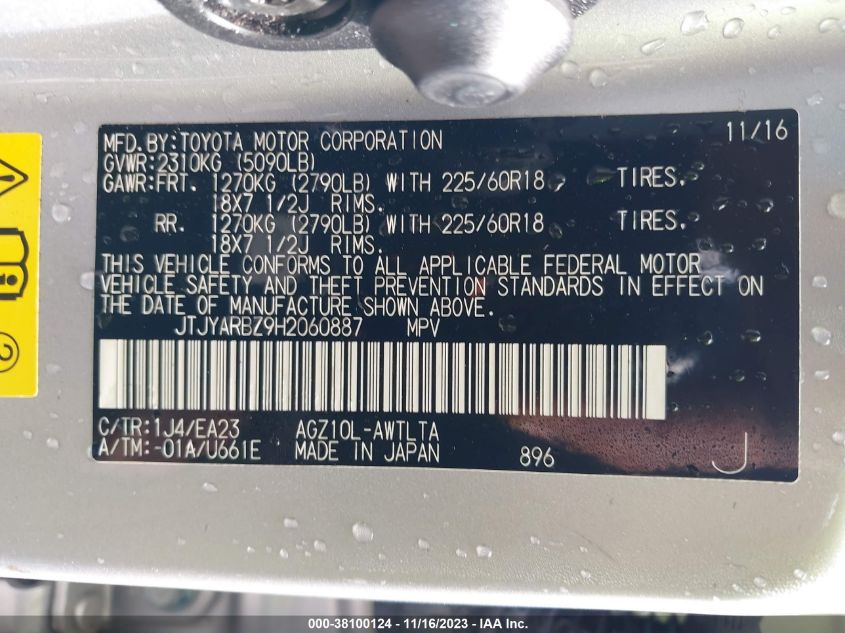 MFD.BY:TOYOTA MOTOR CORPORATION 11/16
GVWR:2310KG (5090LB)
GAWR:FRT. 1270KG (2790LB) WITH 225/60R18 , TIRES.
18X7 1/2J RIMS.
RR. 1270KG (2790LB) WITH 225/60R18 TIRES.
18X7 1/2J RIMS.
THIS VEHICLE CONFORMS TO ALL APPLICABLE FEDERAL MOTOR
VEHICLE SAFETY AND THEFT PREVENTION STANDARDS IN EFFECT ON
THE DATE OF MANUFACTURE SHOWN ABOVE.
JTJYARBZ9H2060887 MPV
C/TR:1J4/EA23 AGZ10L-AWTLTA
A/TM:-01A/U661E MADE IN JAPAN 896 J
2
000-38100124 - 11/16/2023 - IAA Inc.